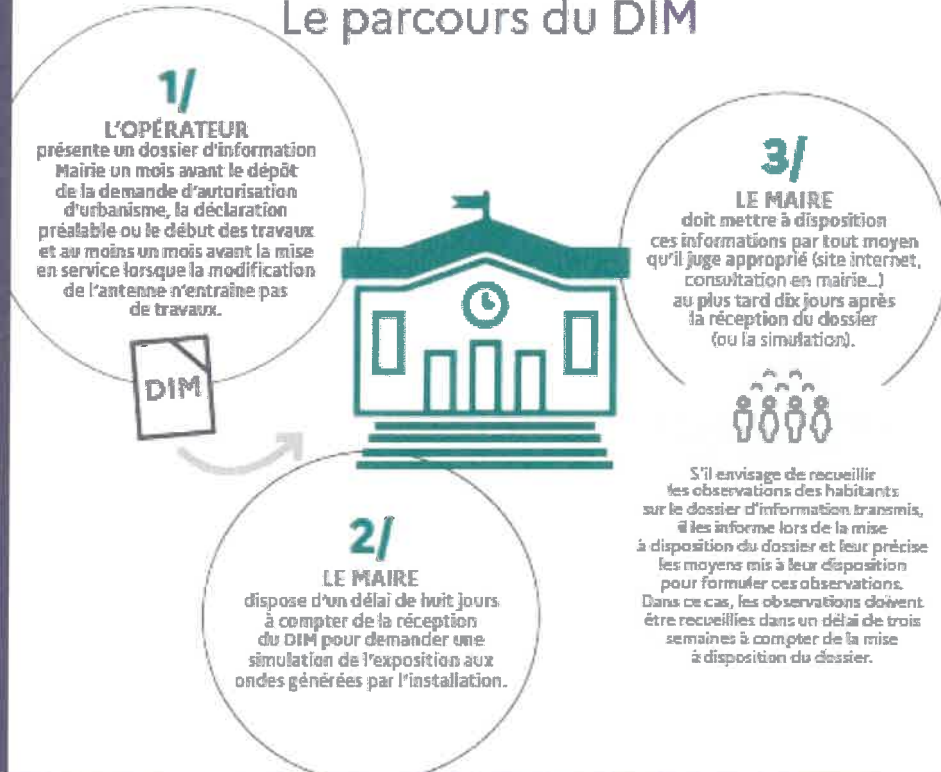 Le parcours du DIM
1/
L'OPÉRATEUR
présente un dossier d'information
Mairie un mois avant le dépôt
de la demande d'autorisation
d'urbanisme, la déclaration
préalable ou le début des travaux
et au moins un mois avant la mise
en service lorsque la modification
de l'antenne n'entraîne pas
de travaux.
DIM
2/
LE MAIRE
dispose d'un délai de huit jours
à compter de la réception
du DIM pour demander une
simulation de l'exposition aux
ondes générées par l'installation.
3/
LE MAIRE
doit mettre à disposition
ces informations par tout moyen
qu'il juge approprié (site internet,
consultation en mairie...)
au plus tard dix jours après
la réception du dossier
(ou la simulation).
S'il envisage de recueillir
les observations des habitants
sur le dossier d'information transmis,
il les informe lors de la mise
à disposition du dossier et leur précise
les moyens mis à leur disposition
pour formuler ces observations.
Dans ce cas, les observations doivent
être recueillies dans un délai de trois
semaines à compter de la mise
à disposition du dossier.